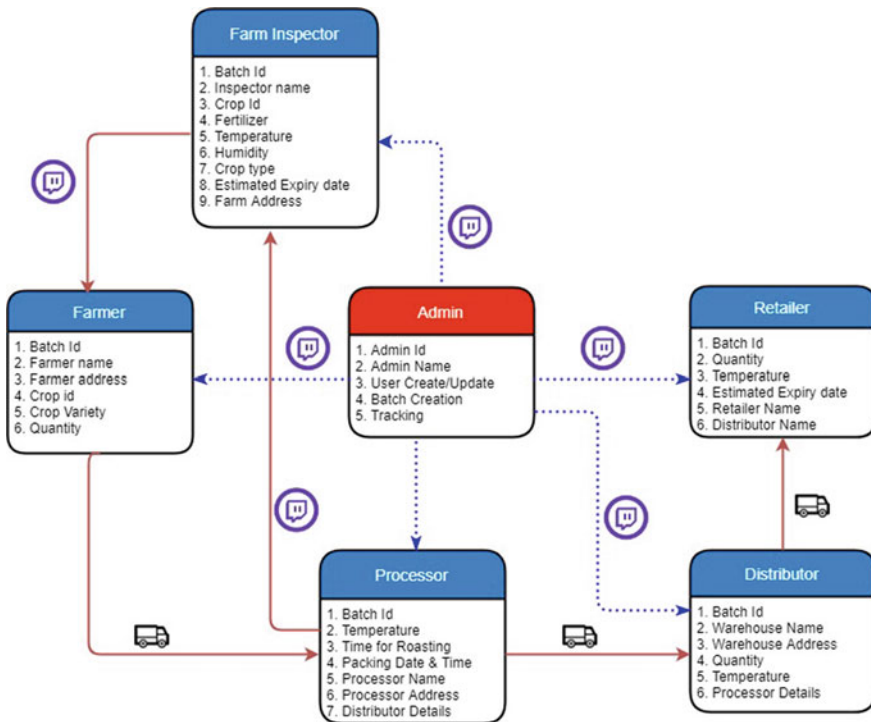 Farm Inspector
1. Batch Id
2. Inspector name
3. Crop Id
4. Fertilizer
5. Temperature
6. Humidity
7. Crop type
8. Estimated Expiry date
9. Farm Address
Farmer
1. Batch Id
2. Farmer name
3. Farmer address
4. Crop id
5. Crop Variety
6. Quantity
Admin
1. Admin Id
2. Admin Name
3. User Create/Update
4. Batch Creation
5. Tracking
Retailer
1. Batch Id
2. Quantity
3. Temperature
4. Estimated Expiry date
5. Retailer Name
6. Distributor Name
Processor
1. Batch Id
2. Temperature
3. Time for Roasting
4. Packing Date & Time
5. Processor Name
6. Processor Address
7. Distributor Details
Distributor
1. Batch Id
2. Warehouse Name
3. Warehouse Address
4. Quantity
5. Temperature
6. Processor Details